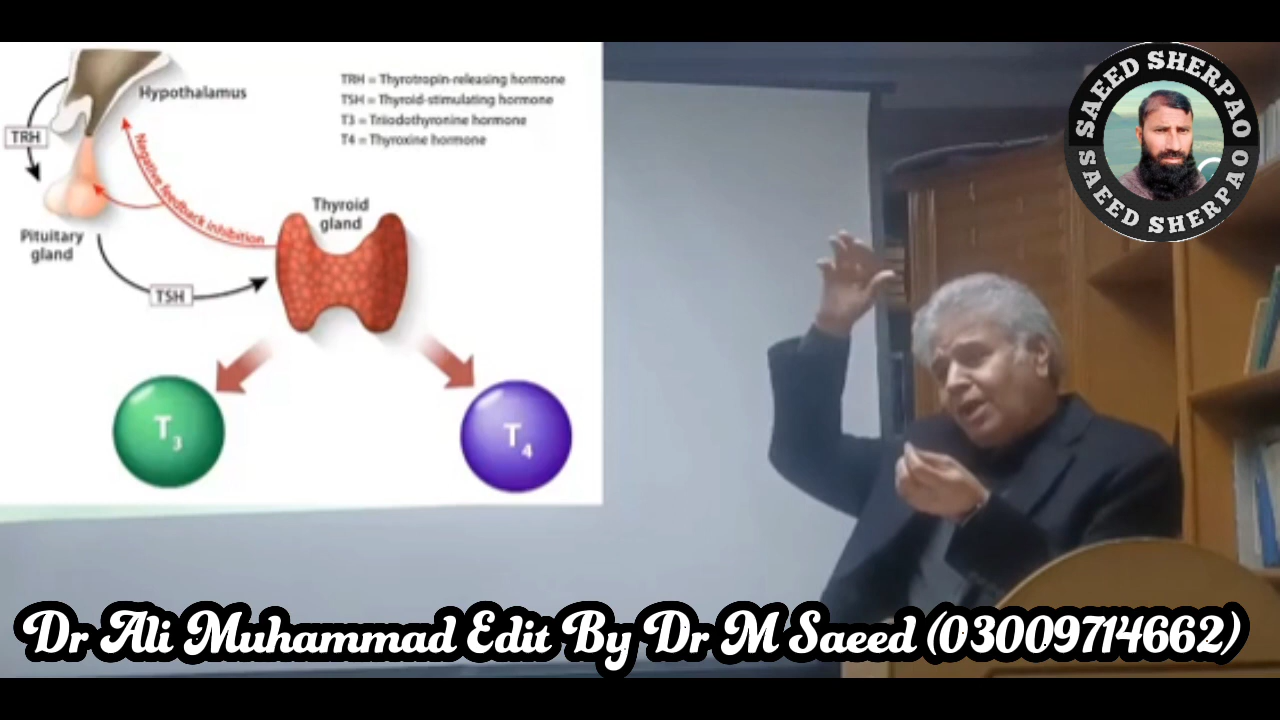 Hypothalamus
TRH = Thyrotropin-releasing hormone
TSH = Thyroid-stimulating hormone
T3 = Triiodothyronine hormone
T4 = Thyroxine hormone
TRH
Negative feedback inhibition
Thyroid
gland
Pituitary
gland
TSH
T3
T4
SAEED SHERPAO
SAEED SHERPAO
Dr Ali Muhammad Edit By Dr M Saeed (03009714662)